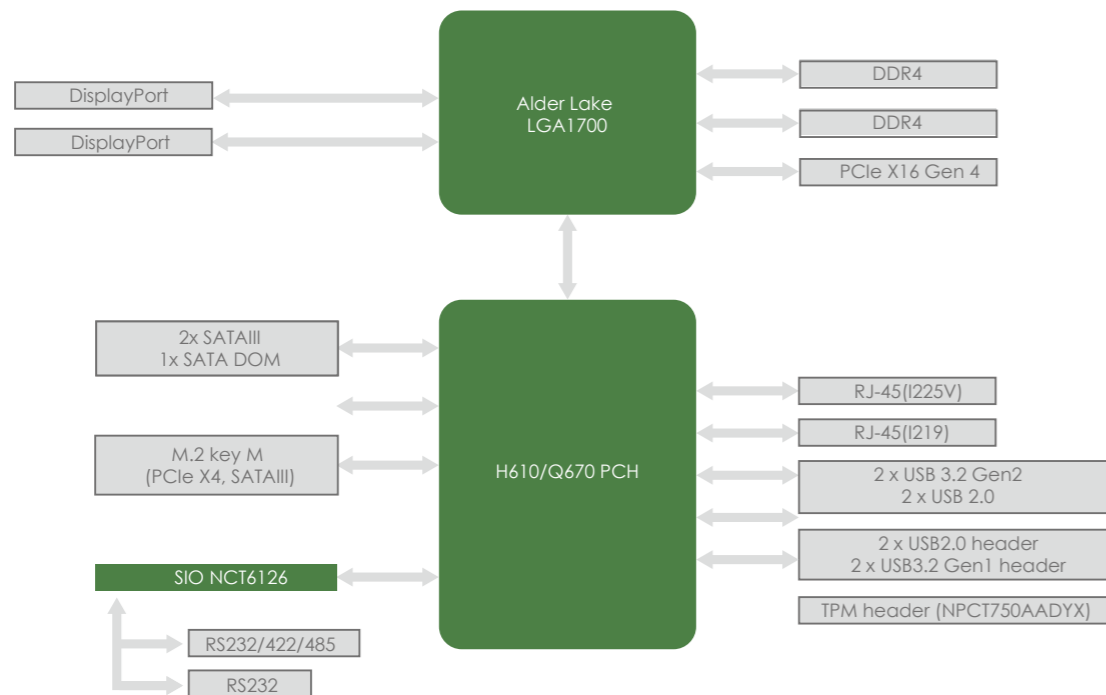 Alder Lake
LGA1700
DisplayPort
DisplayPort
DDR4
DDR4
PCIe X16 Gen 4
2x SATAIII
1x SATA DOM
M.2 key M
(PCIe X4, SATAIII)
SIO NCT6126
RS232/422/485
RS232
H610/Q670 PCH
RJ-45(I225V)
RJ-45(I219)
2 x USB 3.2 Gen2
2 x USB 2.0
2 x USB2.0 header
2 x USB3.2 Gen1 header
TPM header (NPCT750AADYX)